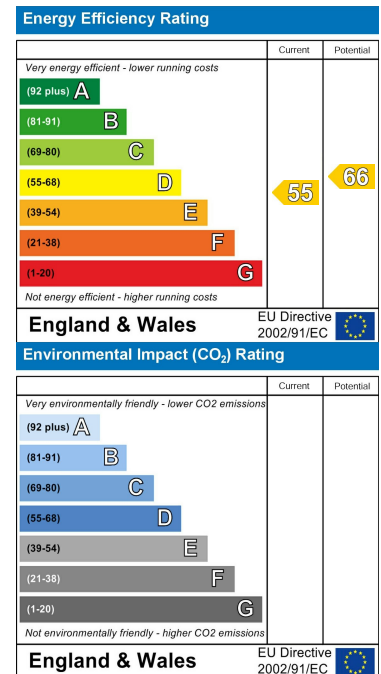 Energy Efficiency Rating
Current Potential
Very energy efficient - lower running costs
(92 plus) A
(81-91) B
(69-80) C
(55-68) D
(39-54) E
(21-38) F
(1-20) G
55
66
Not energy efficient - higher running costs
England & Wales
EU Directive
2002/91/EC
Environmental Impact (CO₂) Rating
Current Potential
Very environmentally friendly - lower CO2 emissions
(92 plus) A
(81-91) B
(69-80) C
(55-68) D
(39-54) E
(21-38) F
(1-20) G
Not environmentally friendly - higher CO2 emissions
England & Wales
EU Directive
2002/91/EC